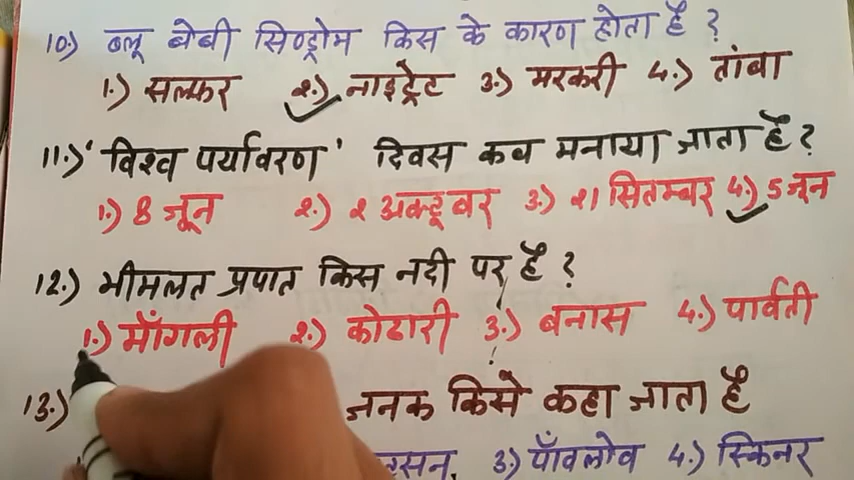 10.) ब्लू बेबी सिण्ड्रोम किस के कारण होता है ?
1.) सल्फर 2.) नाइट्रेट 3.) मरकरी 4.) तांबा
11.) 'विश्व पर्यावरण' दिवस कब मनाया जाता है ?
1.) 8 जून 2.) 2 अक्टूबर 3.) 21 सितम्बर 4.) 5 जून
12.) भीमलत प्रपात किस नदी पर है ?
1.) माँगली 2.) कोठारी 3.) बनास 4.) पार्वती
13.) जनक किसे कहा जाता है
3.) पाँवलोव 4.) स्किनर